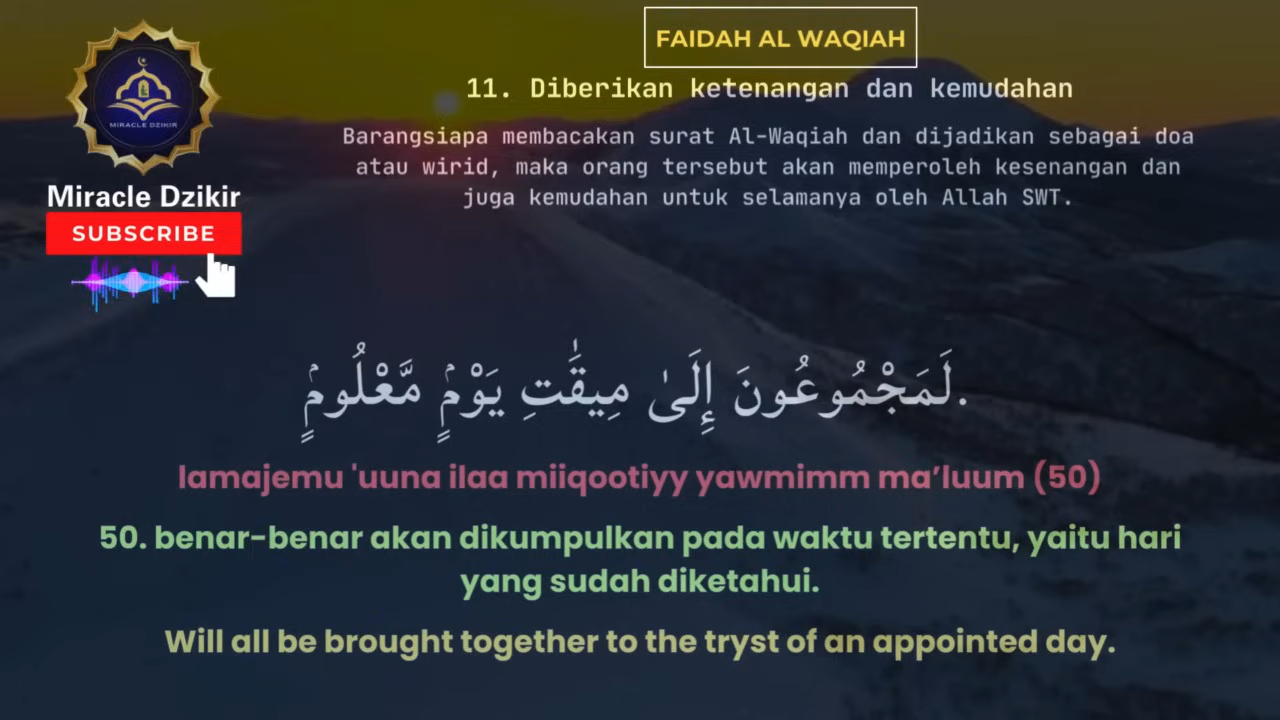 FAIDAH AL WAQIAH
11. Diberikan ketenangan dan kemudahan
Barangsiapa membacakan surat Al-Waqiah dan dijadikan sebagai doa
atau wirid, maka orang tersebut akan memperoleh kesenangan dan
juga kemudahan untuk selamanya oleh Allah SWT.
MIRACLE DZIKIR
Miracle Dzikir
SUBSCRIBE
لَمَجْمُوعُونَ إِلَىٰ مِيقَٰتِ يَوْمٍۢ مَّعْلُومٍۢ.
lamajemu 'uuna ilaa miiqootiyy yawmimm ma’luum (50)
50. benar-benar akan dikumpulkan pada waktu tertentu, yaitu hari
yang sudah diketahui.
Will all be brought together to the tryst of an appointed day.